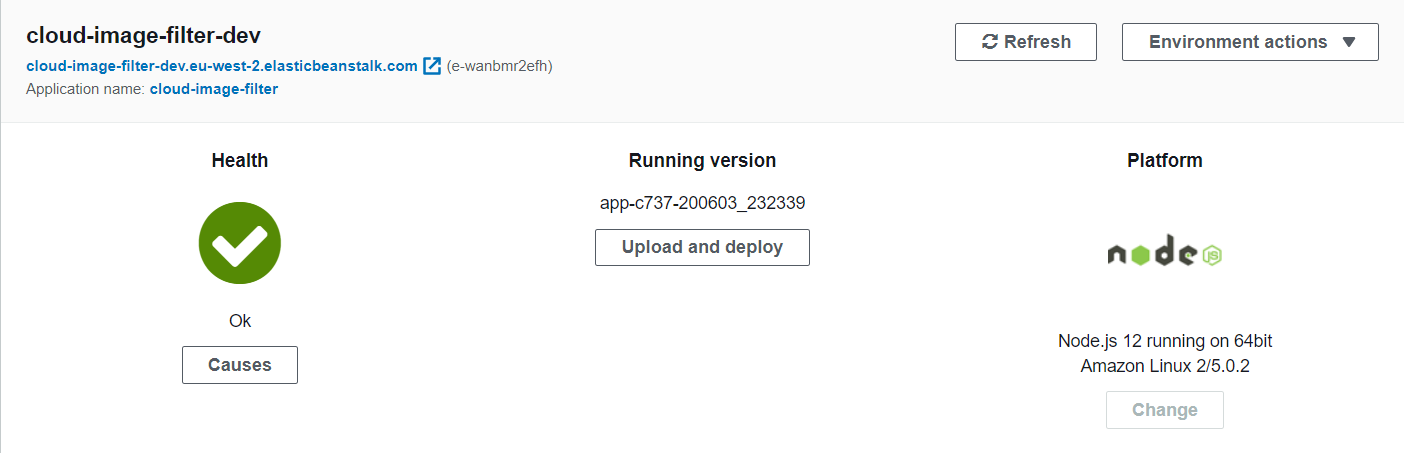 cloud-image-filter-dev
Refresh
Environment actions
cloud-image-filter-dev.eu-west-2.elasticbeanstalk.com (e-wanbmr2efh)
Application name: cloud-image-filter
Health
Running version
Platform
app-c737-200603_232339
Upload and deploy
node
JS
Ok
Causes
Node.js 12 running on 64bit
Amazon Linux 2/5.0.2
Change